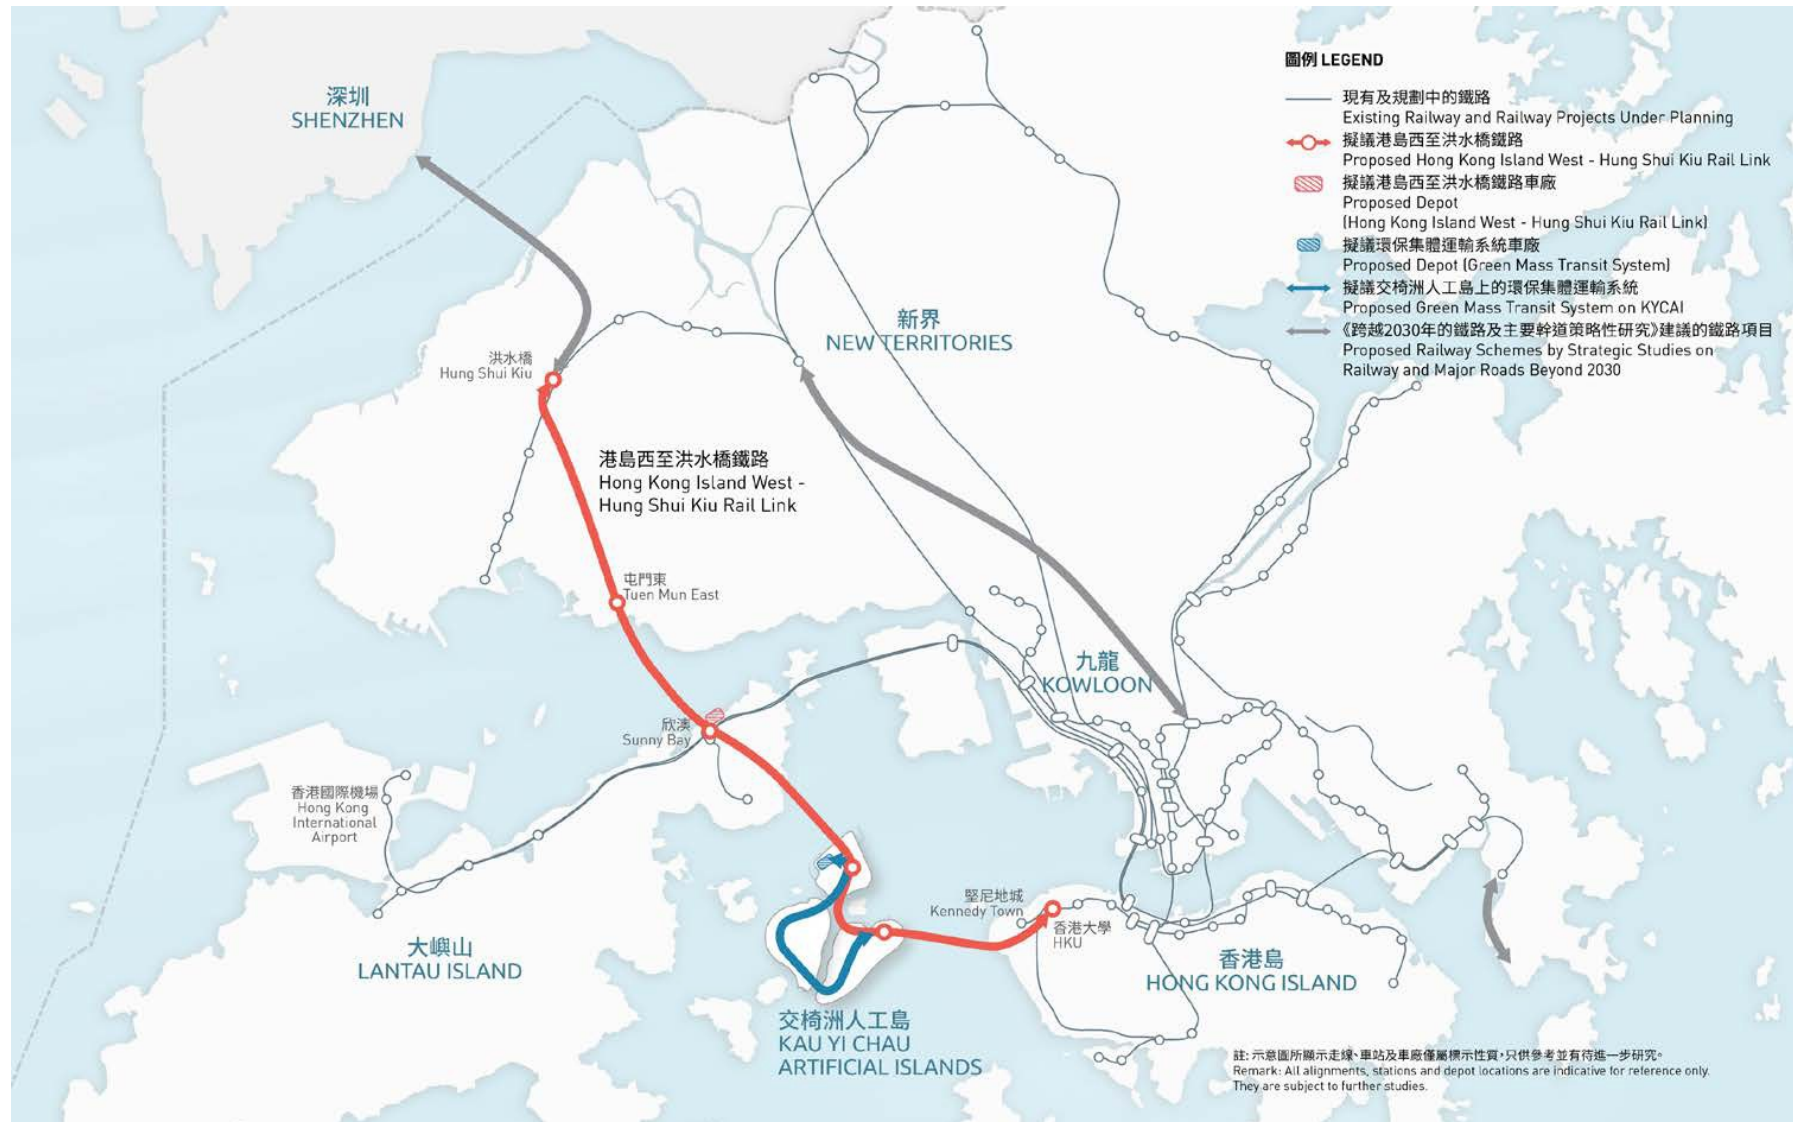 圖例 LEGEND
現有及規劃中的鐵路
Existing Railway and Railway Projects Under Planning
擬議港島西至洪水橋鐵路
Proposed Hong Kong Island West - Hung Shui Kiu Rail Link
擬議港島西至洪水橋鐵路車廠
Proposed Depot
(Hong Kong Island West - Hung Shui Kiu Rail Link)
擬議環保集體運輸系統車廠
Proposed Depot (Green Mass Transit System)
擬議交椅洲人工島上的環保集體運輸系統
Proposed Green Mass Transit System on KYCAI
《跨越2030年的鐵路及主要幹道策略性研究》建議的鐵路項目
Proposed Railway Schemes by Strategic Studies on
Railway and Major Roads Beyond 2030
深圳
SHENZHEN
新界
NEW TERRITORIES
洪水橋
Hung Shui Kiu
港島西至洪水橋鐵路
Hong Kong Island West -
Hung Shui Kiu Rail Link
屯門東
Tuen Mun East
九龍
KOWLOON
欣澳
Sunny Bay
香港國際機場
Hong Kong
International
Airport
堅尼地城
Kennedy Town
香港大學
HKU
大嶼山
LANTAU ISLAND
香港島
HONG KONG ISLAND
交椅洲人工島
KAU YI CHAU
ARTIFICIAL ISLANDS
註: 示意圖所顯示走線、車站及車廠僅屬標示性質,只供參考並有待進一步研究。
Remark: All alignments, stations and depot locations are indicative for reference only.
They are subject to further studies.